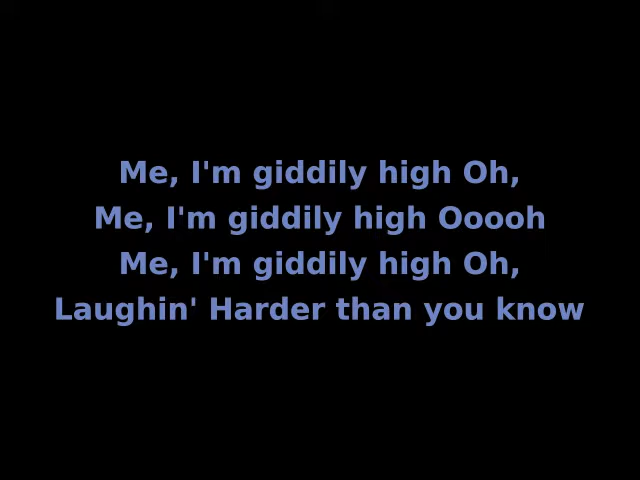 Me, I'm giddily high Oh,
Me, I'm giddily high Ooooh
Me, I'm giddily high Oh,
Laughin' Harder than you know